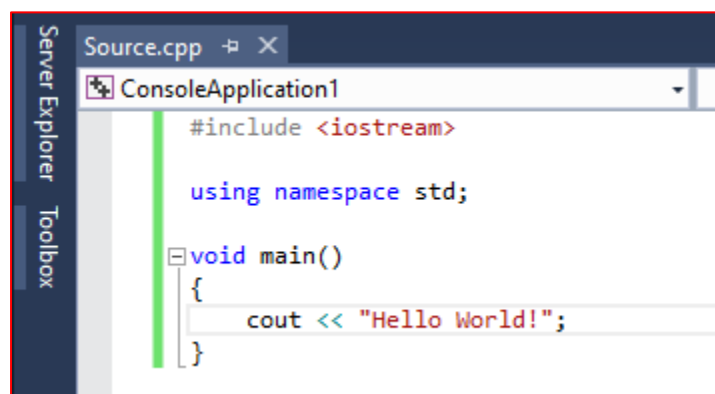 Server Explorer
Toolbox
Source.cpp
ConsoleApplication1
#include <iostream>
using namespace std;
void main()
{
cout << "Hello World!";
}